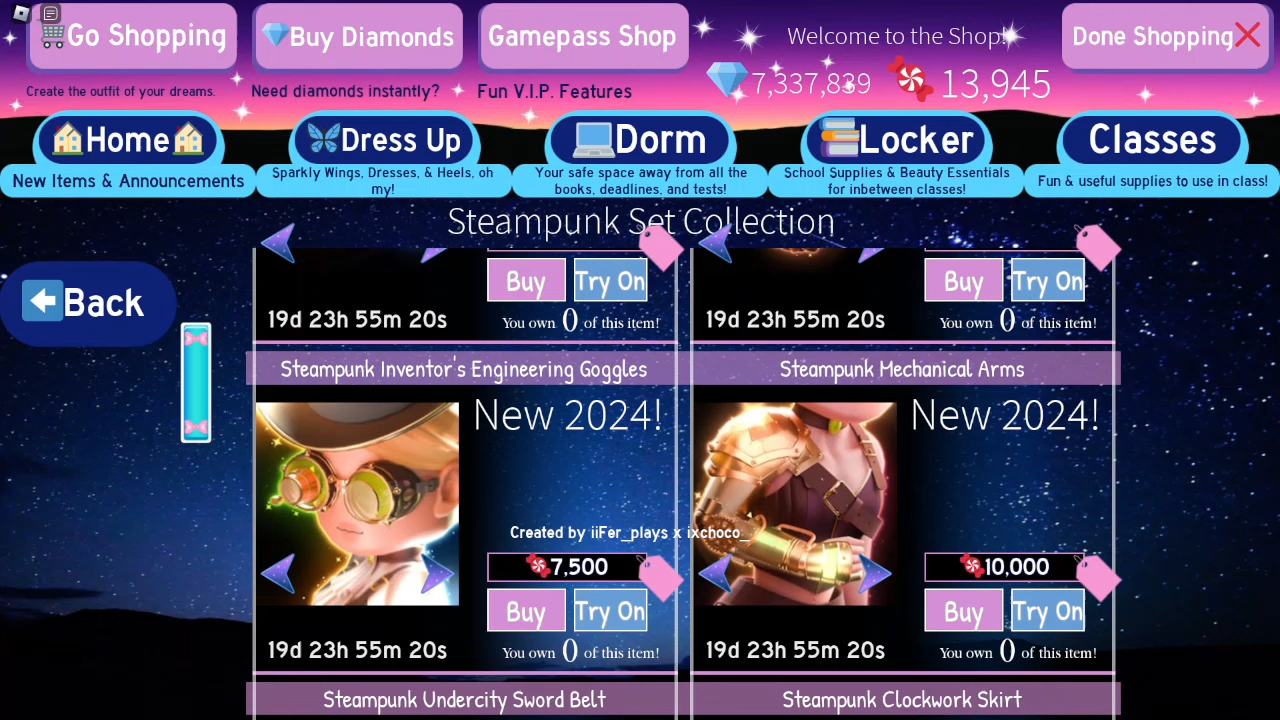 Go Shopping
Buy Diamonds
Gamepass Shop
Welcome to the Shop!
Done Shopping
Create the outfit of your dreams.
Need diamonds instantly?
Fun V.I.P. Features
7,337,839
13,945
Home
Dress Up
Dorm
Locker
Classes
New Items & Announcements
Sparkly Wings, Dresses, & Heels, oh
my!
Your safe space away from all the
books, deadlines, and tests!
School Supplies & Beauty Essentials
for inbetween classes!
Fun & useful supplies to use in class!
Steampunk Set Collection
Back
Buy
Try On
19d 23h 55m 20s
You own 0 of this item!
Buy
Try On
19d 23h 55m 20s
You own 0 of this item!
Steampunk Inventor's Engineering Goggles
Steampunk Mechanical Arms
New 2024!
New 2024!
Created by iiFer_plays x ixchoco_
7,500
Buy
Try On
19d 23h 55m 20s
You own 0 of this item!
10,000
Buy
Try On
19d 23h 55m 20s
You own 0 of this item!
Steampunk Undercity Sword Belt
Steampunk Clockwork Skirt